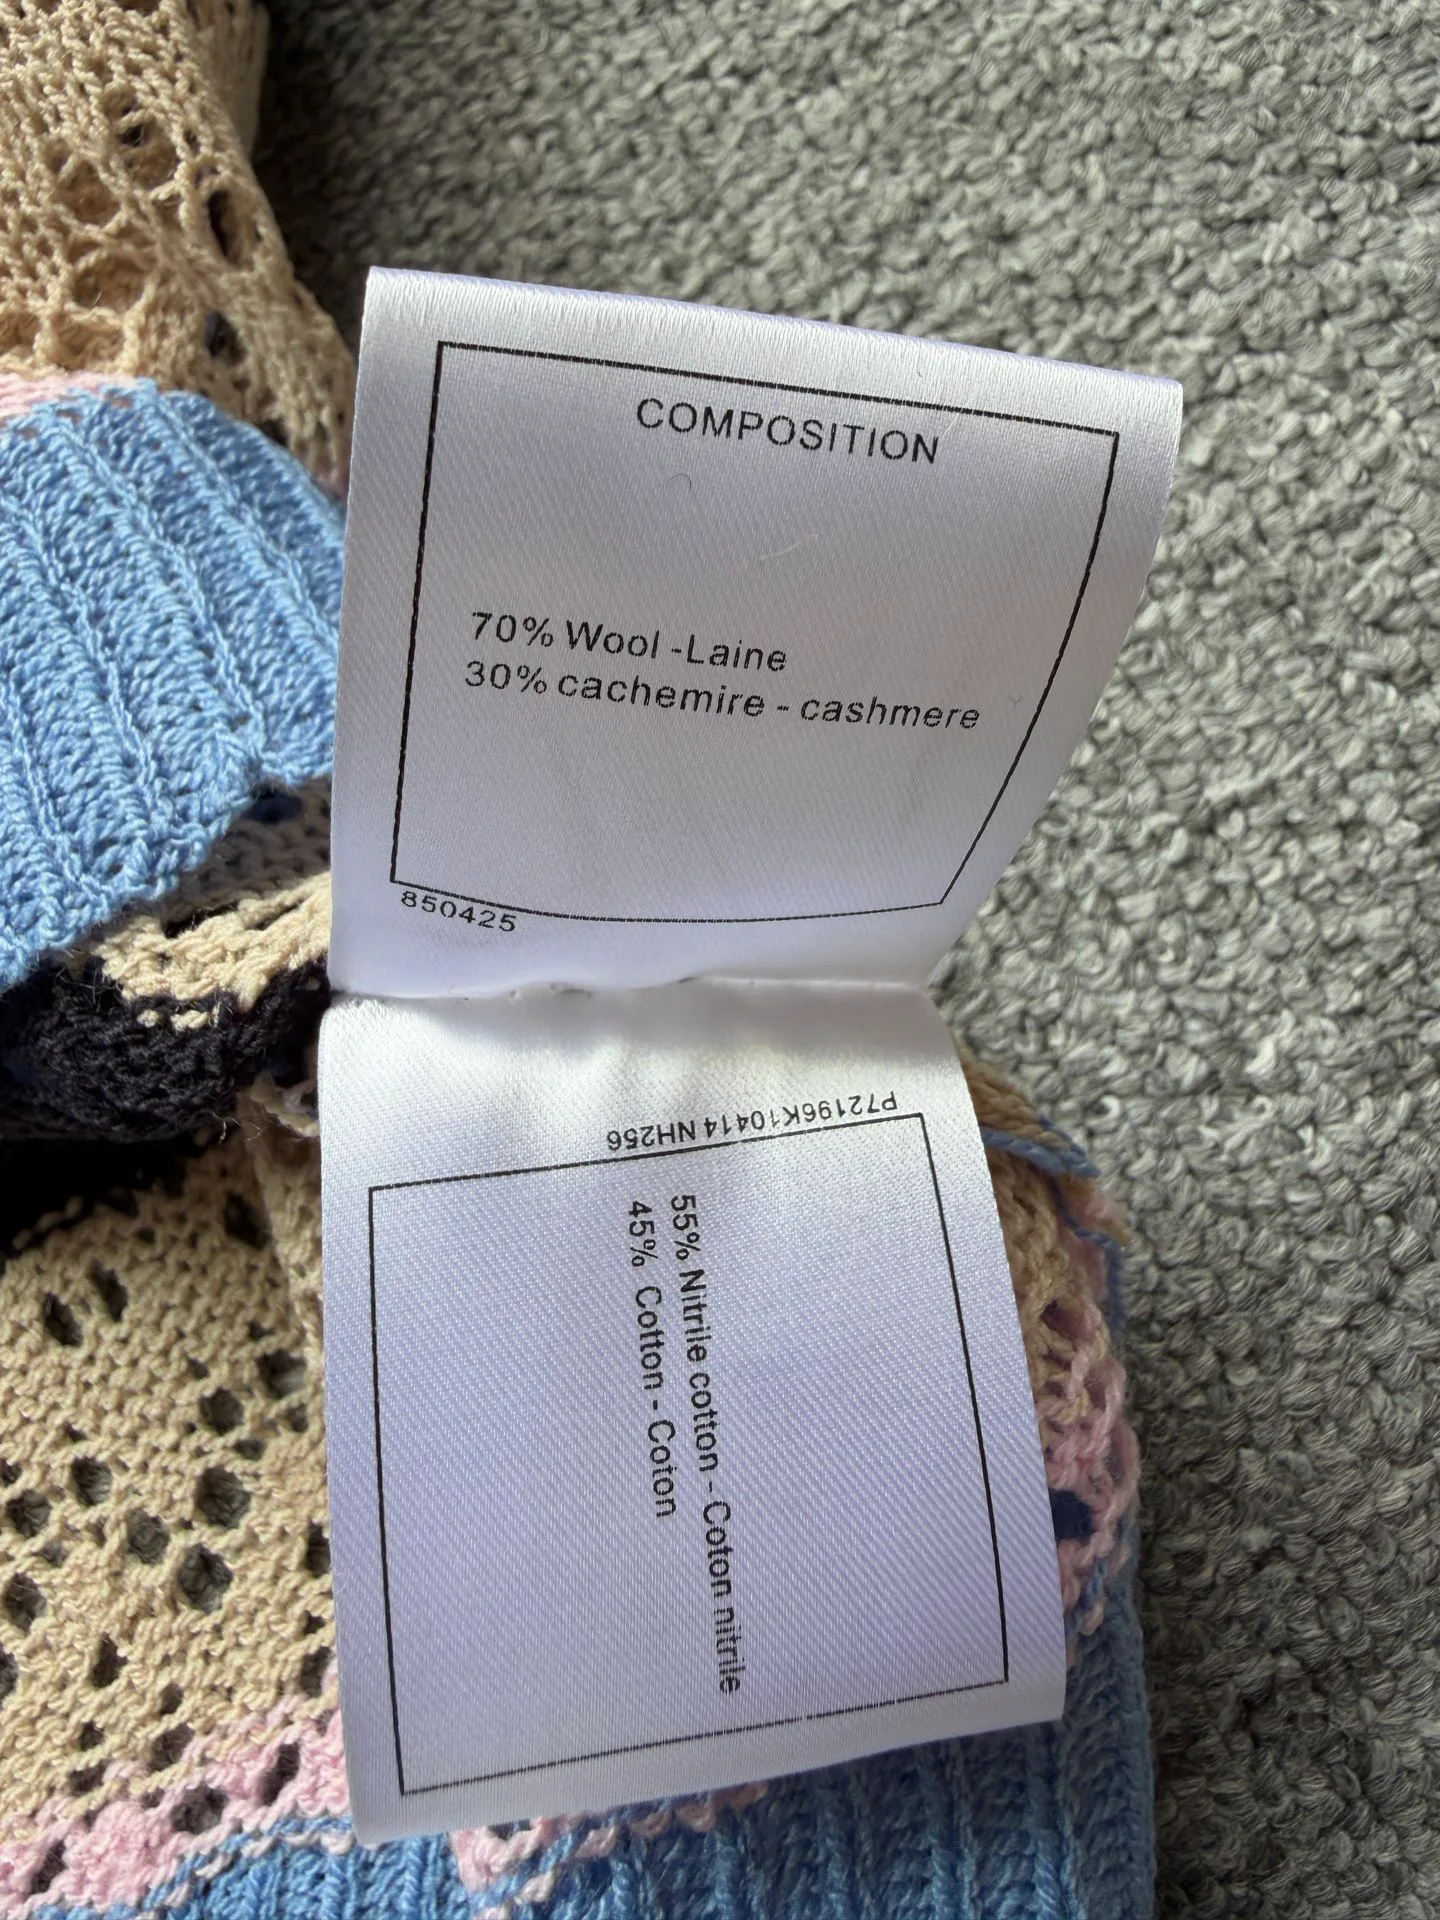 COMPOSITION
70% Wool -Laine
30% cachemire - cashmere
850425
P72196K10414 NH256
55% Nitrile cotton - Coton nitrile
45% Cotton - Coton